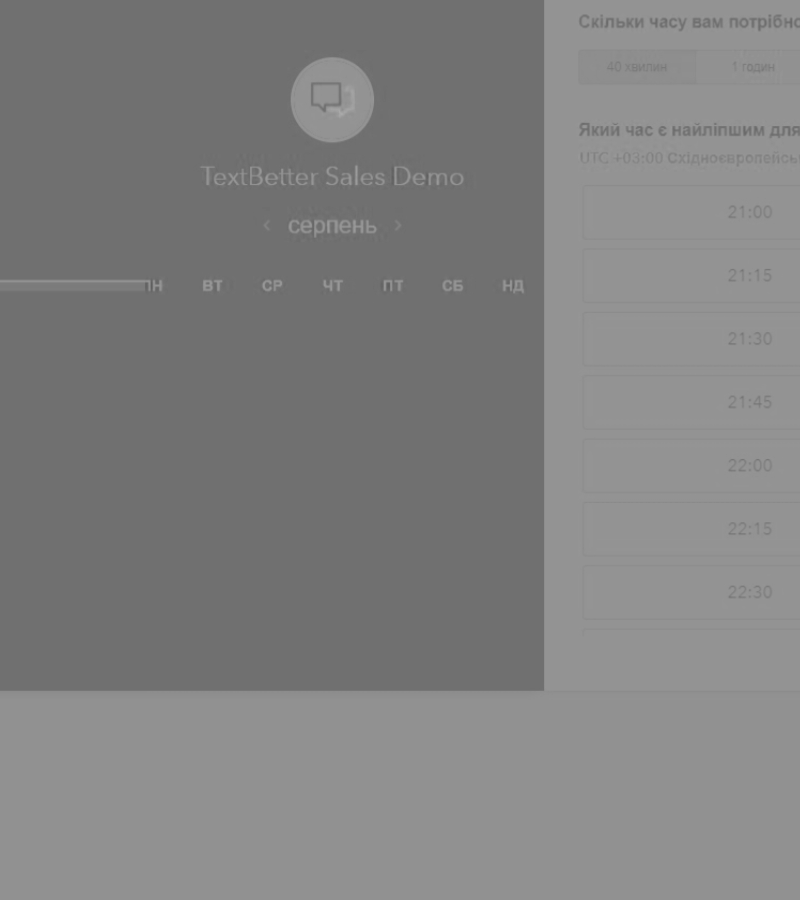 TextBetter Sales Demo
серпень
ПН ВТ СР ЧТ ПТ СБ НД
Скільки часу вам
40 хвилин 1 годин
Який час є найліпшим для
UTC +03:00
21:00
21:15
21:30
21:45
22:00
22:15
22:30